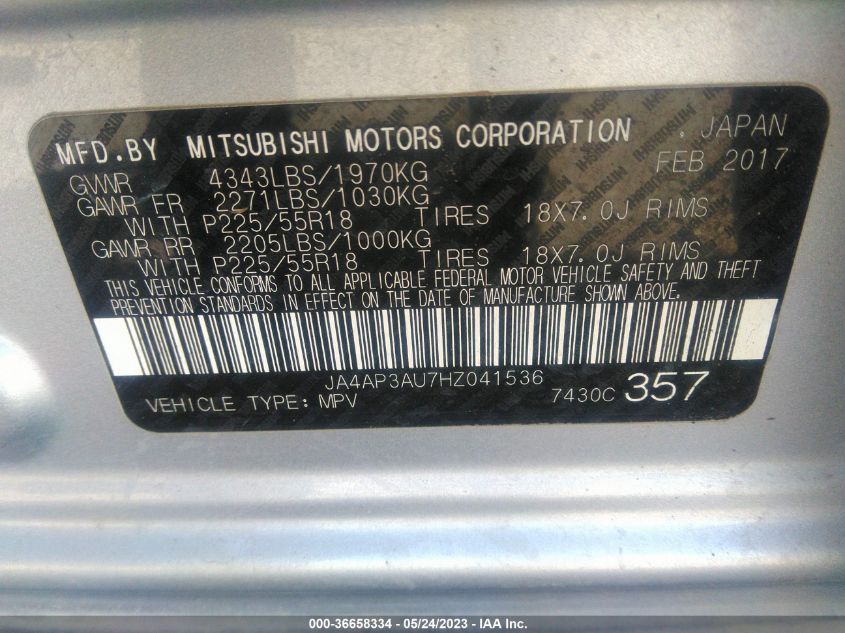 MFD.BY MITSUBISHI MOTORS CORPORATION . JAPAN
FEB 2017
GVWR 4343LBS/1970KG
GAWR FR 2271LBS/1030KG
WITH P225/55R18 TIRES 18X7.0J RIMS
GAWR RR 2205LBS/1000KG
WITH P225/55R18 TIRES 18X7.0J RIMS
THIS VEHICLE CONFORMS TO ALL APPLICABLE FEDERAL MOTOR VEHICLE SAFETY AND THEFT
PREVENTION STANDARDS IN EFFECT ON THE DATE OF MANUFACTURE SHOWN ABOVE.
JA4AP3AU7HZ041536
VEHICLE TYPE: MPV 7430C 357
000-36658334 - 05/24/2023 - IAA Inc.